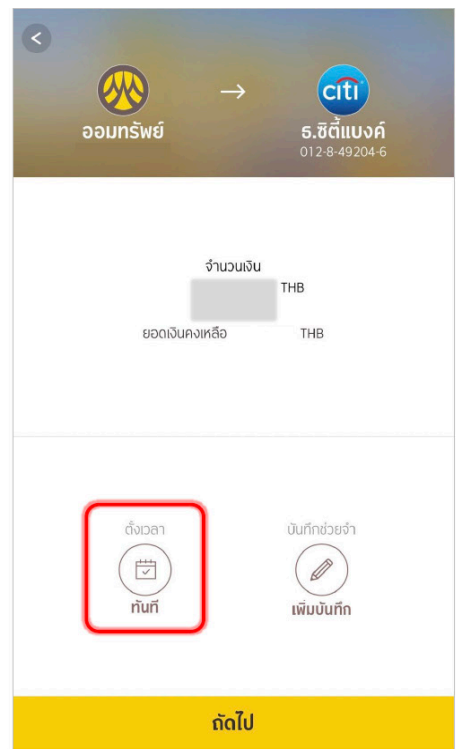 citi
ออมทรัพย์
→
ธ.ซิตี้แบงค์
012-8-49204-6
จำนวนเงิน
THB
ยอดเงินคงเหลือ THB
ตั้งเวลา
บันทึกช่วยจำ
ทันที
เพิ่มบันทึก
ถัดไป